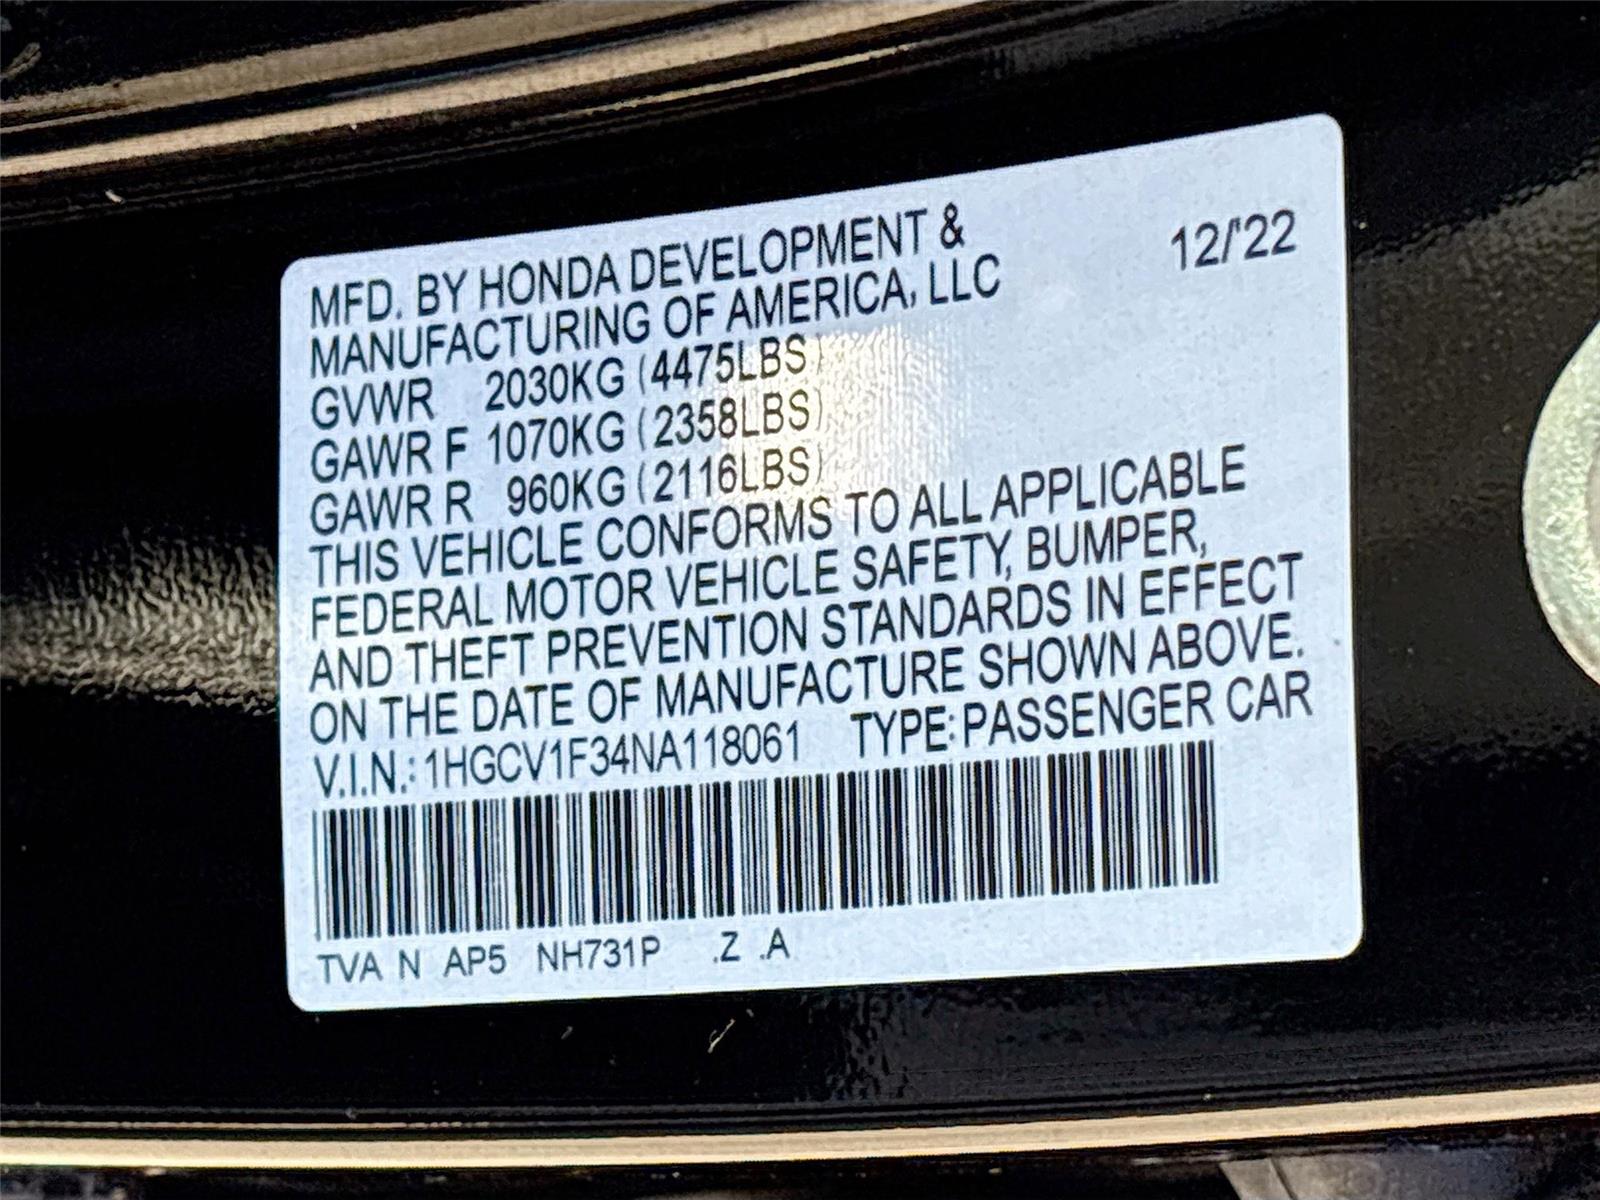 MFD. BY HONDA DEVELOPMENT & 12/'22
MANUFACTURING OF AMERICA, LLC
GVWR 2030KG (4475LBS)
GAWR F 1070KG (2358LBS)
GAWR R 960KG (2116LBS)
THIS VEHICLE CONFORMS TO ALL APPLICABLE
FEDERAL MOTOR VEHICLE SAFETY, BUMPER,
AND THEFT PREVENTION STANDARDS IN EFFECT
ON THE DATE OF MANUFACTURE SHOWN ABOVE.
V.I.N.: 1HGCV1F34NA118061 TYPE: PASSENGER CAR
TVA N AP5 NH731P .Z .A